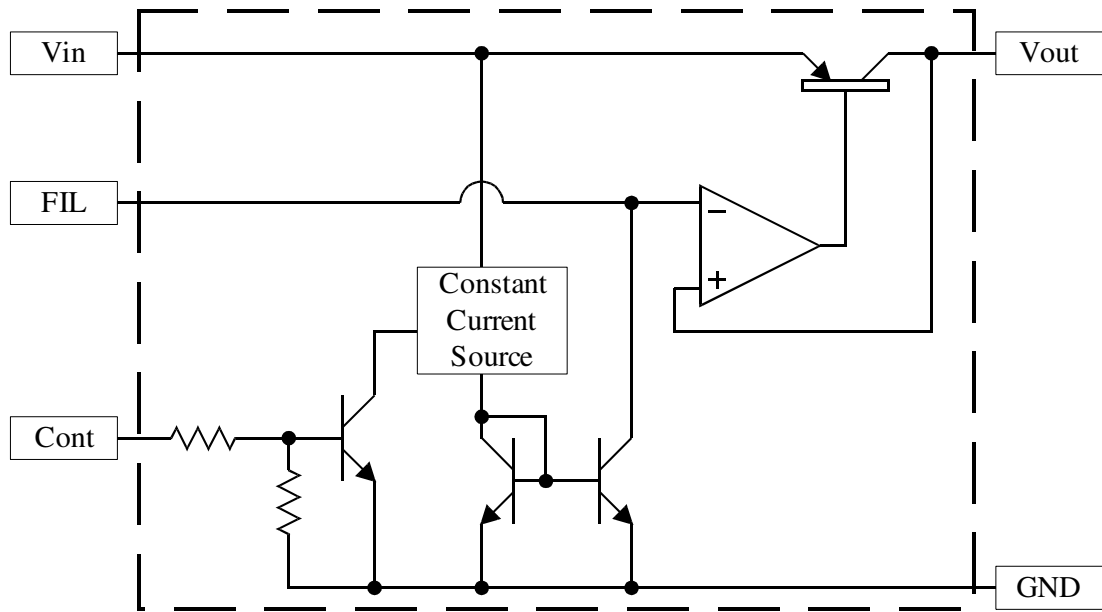 Vin
Vout
FIL
−
+
Constant
Current
Source
Cont
GND